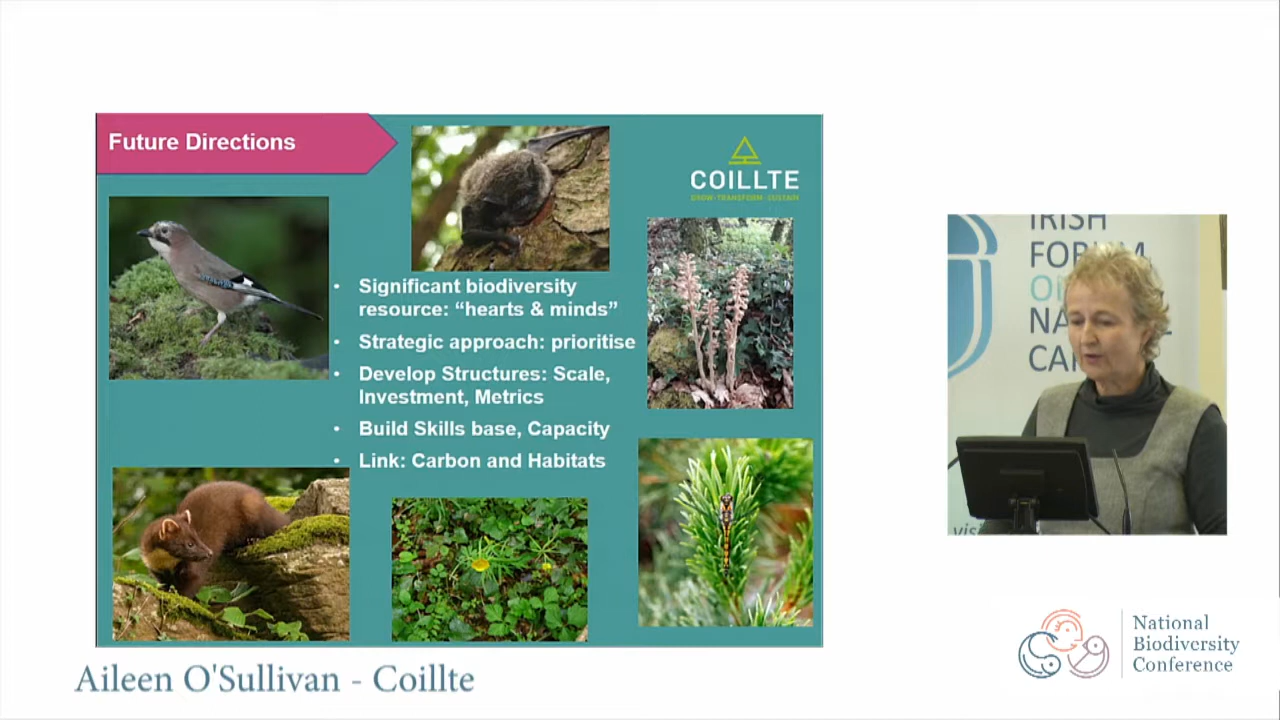 Future Directions
COILLTE
GROW · TRANSFORM · SUSTAIN
• Significant biodiversity
resource: “hearts & minds”
• Strategic approach: prioritise
• Develop Structures: Scale,
Investment, Metrics
• Build Skills base, Capacity
• Link: Carbon and Habitats
IRISH
FORUM
ON
NA
CAP
Aileen O'Sullivan - Coillte
National
Biodiversity
Conference